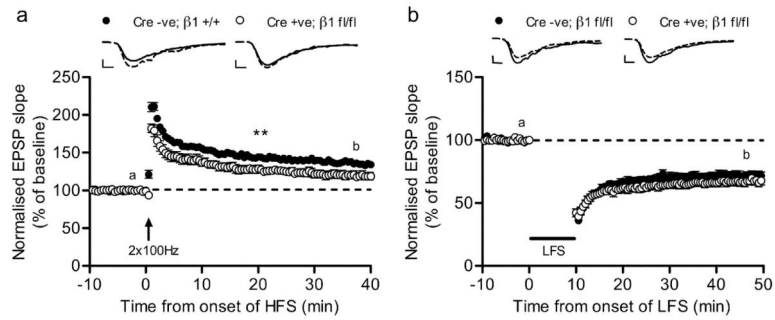 a
Cre -ve; β1 +/+
Cre +ve; β1 fl/fl
Normalised EPSP slope
(% of baseline)
250
200
150
100
50
0
a
**
b
2x100Hz
-10
0
10
20
30
40
Time from onset of HFS (min)
b
Cre -ve; β1 fl/fl
Cre +ve; β1 fl/fl
Normalised EPSP slope
(% of baseline)
150
100
50
0
a
b
LFS
-10
0
10
20
30
40
50
Time from onset of LFS (min)